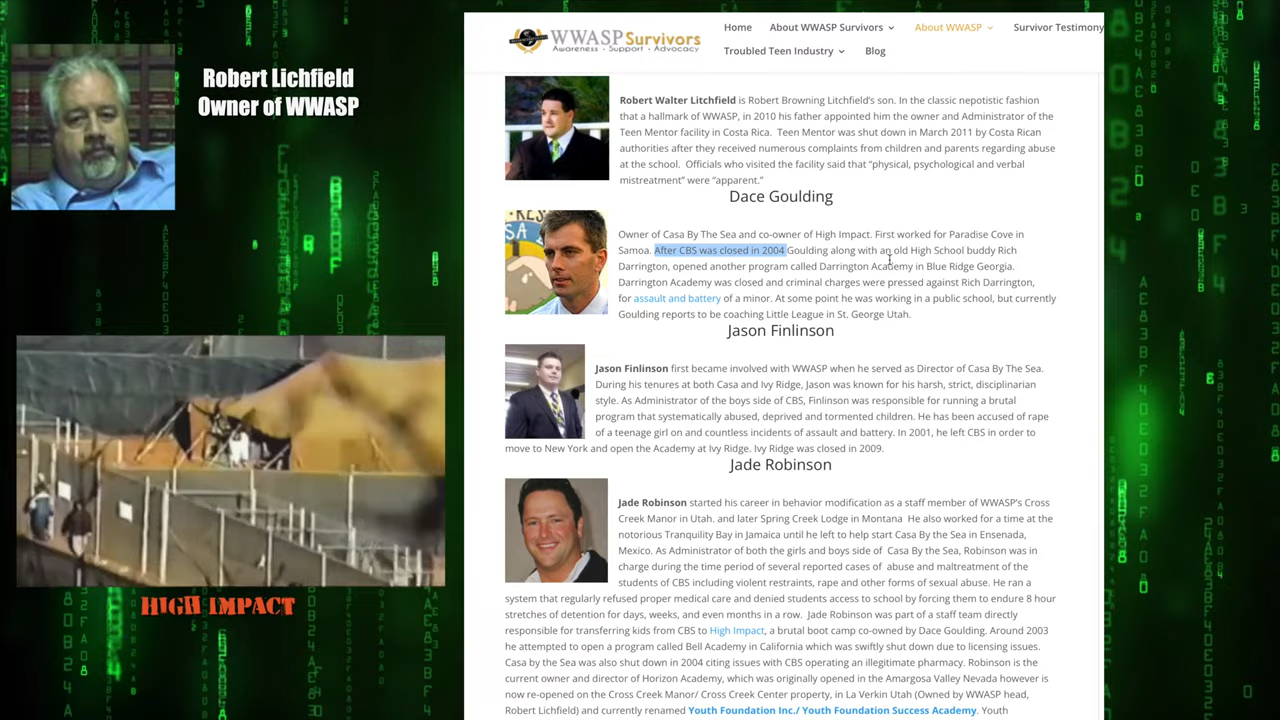 Robert Lichfield
Owner of WWASP
HIGH IMPACT
WWASPSurvivors
Awareness · Support · Advocacy
Home About WWASP Survivors About WWASP Survivor Testimony
Troubled Teen Industry Blog
Robert Walter Litchfield is Robert Browning Lichfield's son. In the classic nepotistic fashion
that a hallmark of WWASP, in 2010 his father appointed him the owner and Administrator of the
Teen Mentor facility in Costa Rica. Teen Mentor was shut down in March 2011 by Costa Rican
authorities after they received numerous complaints from children and parents regarding abuse
at the school. Officials who visited the facility said that "physical, psychological and verbal
mistreatment" were "apparent."
Dace Goulding
Owner of Casa By The Sea and co-owner of High Impact. First worked for Paradise Cove in
Samoa. After CBS was closed in 2004 Goulding along with an old High School buddy Rich
Darrington, opened another program called Darrington Academy in Blue Ridge Georgia.
Darrington Academy was closed and criminal charges were pressed against Rich Darrington,
for assault and battery of a minor. At some point he was working in a public school, but currently
Goulding reports to be coaching Little League in St. George Utah.
Jason Finlinson
Jason Finlinson first became involved with WWASP when he served as Director of Casa By The Sea.
During his tenures at both Casa and Ivy Ridge, Jason was known for his harsh, strict, disciplinarian
style. As Administrator of the boys side of CBS, Finlinson was responsible for running a brutal
program that systematically abused, deprived and tormented children. He has been accused of rape
of a teenage girl on and countless incidents of assault and battery. In 2001, he left CBS in order to
move to New York and open the Academy at Ivy Ridge. Ivy Ridge was closed in 2009.
Jade Robinson
Jade Robinson started his career in behavior modification as a staff member of WWASP's Cross
Creek Manor in Utah. and later Spring Creek Lodge in Montana He also worked for a time at the
notorious Tranquility Bay in Jamaica until he left to help start Casa By the Sea in Ensenada,
Mexico. As Administrator of both the girls and boys side of Casa By the Sea, Robinson was in
charge during the time period of several reported cases of abuse and maltreatment of the
students of CBS including violent restraints, rape and other forms of sexual abuse. He ran a
system that regularly refused proper medical care and denied students access to school by forcing them to endure 8 hour
stretches of detention for days, weeks, and even months in a row. Jade Robinson was part of a staff team directly
responsible for transferring kids from CBS to High Impact, a brutal boot camp co-owned by Dace Goulding. Around 2003
he attempted to open a program called Bell Academy in California which was swiftly shut down due to licensing issues.
Casa by the Sea was also shut down in 2004 citing issues with CBS operating an illegitimate pharmacy. Robinson is the
current owner and director of Horizon Academy, which was originally opened in the Amargosa Valley Nevada however is
now re-opened on the Cross Creek Manor/ Cross Creek Center property, in La Verkin Utah (Owned by WWASP head,
Robert Litchfield) and currently renamed Youth Foundation Inc./ Youth Foundation Success Academy. Youth